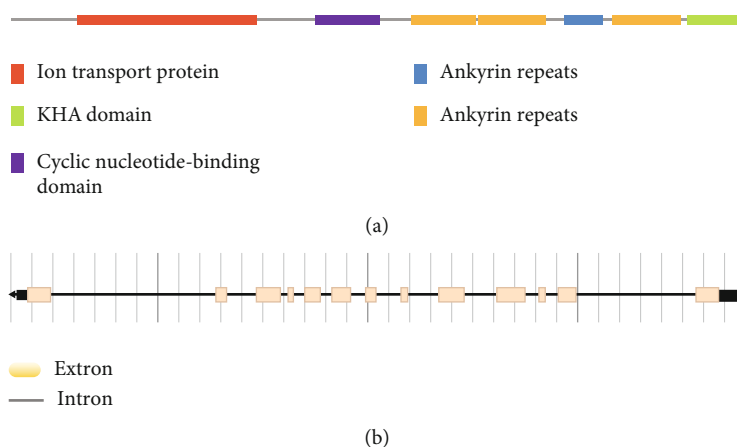 Ion transport protein
KHA domain
Cyclic nucleotide-binding
domain
Ankyrin repeats
Ankyrin repeats
(a)
Extron
Intron
(b)